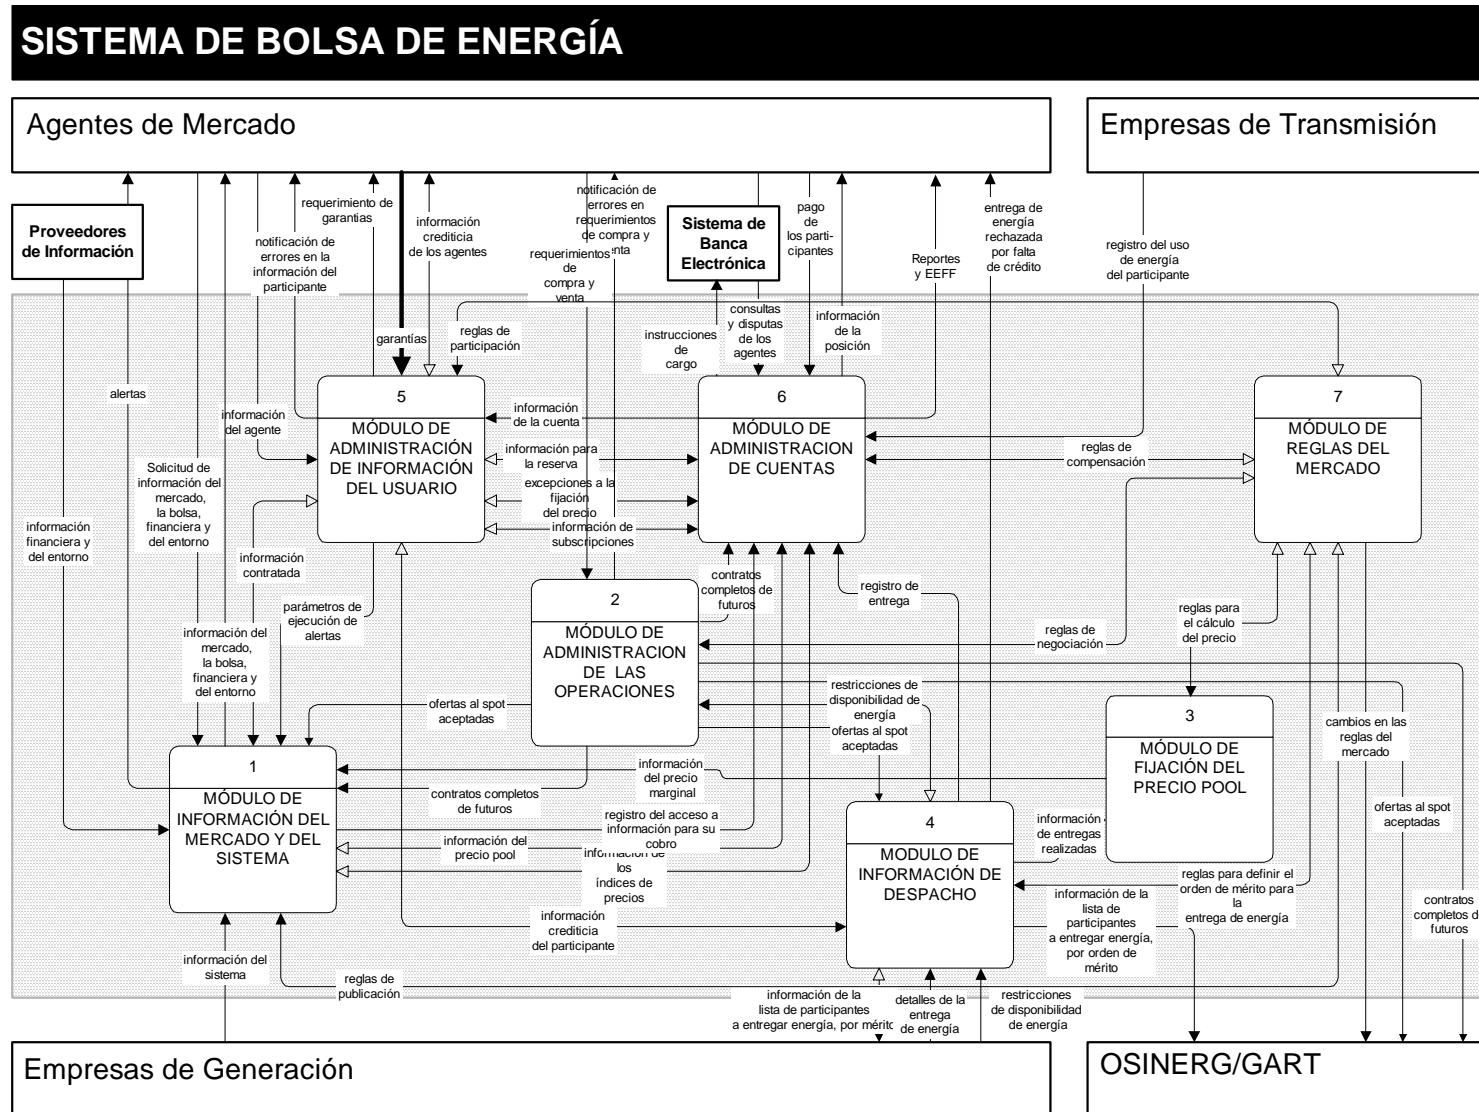 SISTEMA DE BOLSA DE ENERGÍA
Agentes de Mercado
Empresas de Transmisión
Proveedores
de Información
requerimiento de
garantias
notificación de
errores en la
información del
participante
información
crediticia
de los agentes
notificación de
errores en
requerimientos
de compra y
requerimientos
de
compra y
venta
Sistema de
Banca
Electrónica
pago
de
los parti-
cipantes
Reportes
y EEFF
entrega de
energía
rechazada
por falta
de crédito
registro del uso
de energía
del participante
garantías
reglas de
participación
instrucciones
de
cargo
consultas
y disputas
de los
agentes
información
de la
posición
alertas
información
del agente
5
MÓDULO DE
ADMINISTRACIÓN
DE INFORMACIÓN
DEL USUARIO
información
de la cuenta
información para
la reserva
excepciones a la
fijación
del precio
información de
subscripciones
6
MÓDULO DE
ADMINISTRACION
DE CUENTAS
reglas de
compensación
7
MÓDULO DE
REGLAS DEL
MERCADO
Solicitud de
información del
mercado,
la bolsa,
financiera y
del entorno
información
financiera y
del entorno
información
contratada
parámetros de
ejecución de
alertas
información del
mercado,
la bolsa,
financiera y
del entorno
2
MÓDULO DE
ADMINISTRACION
DE LAS
OPERACIONES
contratos
completos de
futuros
registro de
entrega
reglas de
negociación
reglas para
el cálculo
del precio
ofertas al spot
aceptadas
restricciones de
disponibilidad de
energía
ofertas al spot
aceptadas
3
MÓDULO DE
FIJACIÓN DEL
PRECIO POOL
cambios en las
reglas del
mercado
1
MÓDULO DE
INFORMACIÓN DEL
MERCADO Y DEL
SISTEMA
contratos completos
de futuros
información
del precio
marginal
registro del acceso a
información para su
cobro
información del
precio pool
información de
los
índices de
precios
4
MODULO DE
INFORMACIÓN DE
DESPACHO
información
de entregas
realizadas
ofertas al spot
aceptadas
reglas para definir el
orden de mérito para
la
entrega de energía
información de la
lista de
participantes
a entregar energía,
por orden de
mérito
contratos
completos d
futuros
información
crediticia
del participante
información del
sistema
reglas de
publicación
información de la
lista de participantes
a entregar energía, por mérito
detalles de la
entrega
de energía
restricciones
de disponibilidad
de energía
Empresas de Generación
OSINERG/GART